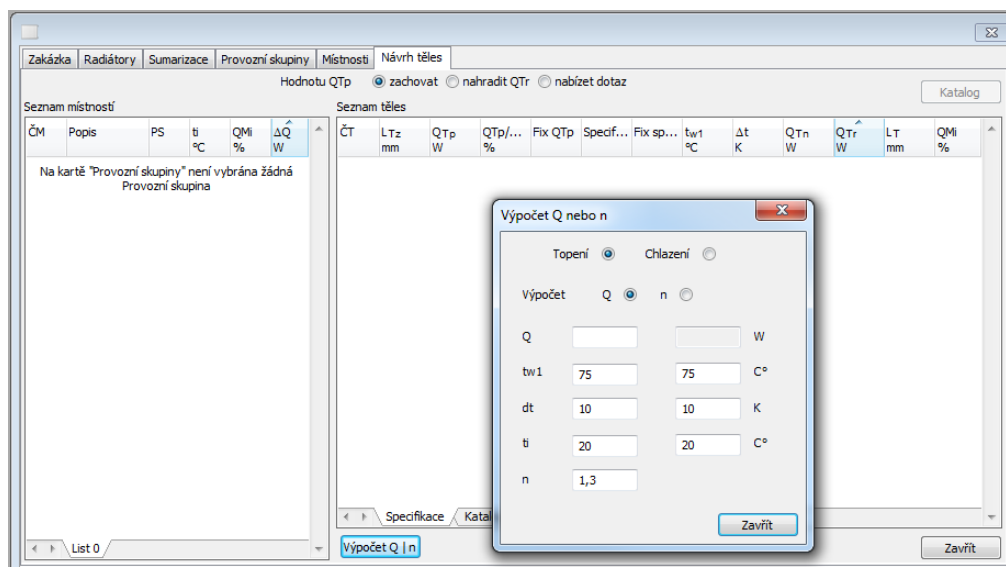 Zakázka Radiátory Sumarizace Provozní skupiny Místnosti Návrh těles
Hodnotu QTp zachovat nahradit QTr nabízet dotaz
Katalog
Seznam místností
ČM Popis PS ti QMi ΔQ
°C % W
Na kartě "Provozní skupiny" není vybrána žádná
Provozní skupina
List 0
Seznam těles
ČT LTz QTp QTp/... Fix QTp Specif... Fix sp... tw1 Δt QTn QTr LT QMi
mm W % °C K W W mm %
Specifikace
Výpočet Q | n
Zavřít
Výpočet Q nebo n
Topení Chlazení
Výpočet Q n
Q W
tw1 75 75 C°
dt 10 10 K
ti 20 20 C°
n 1,3
Zavřít